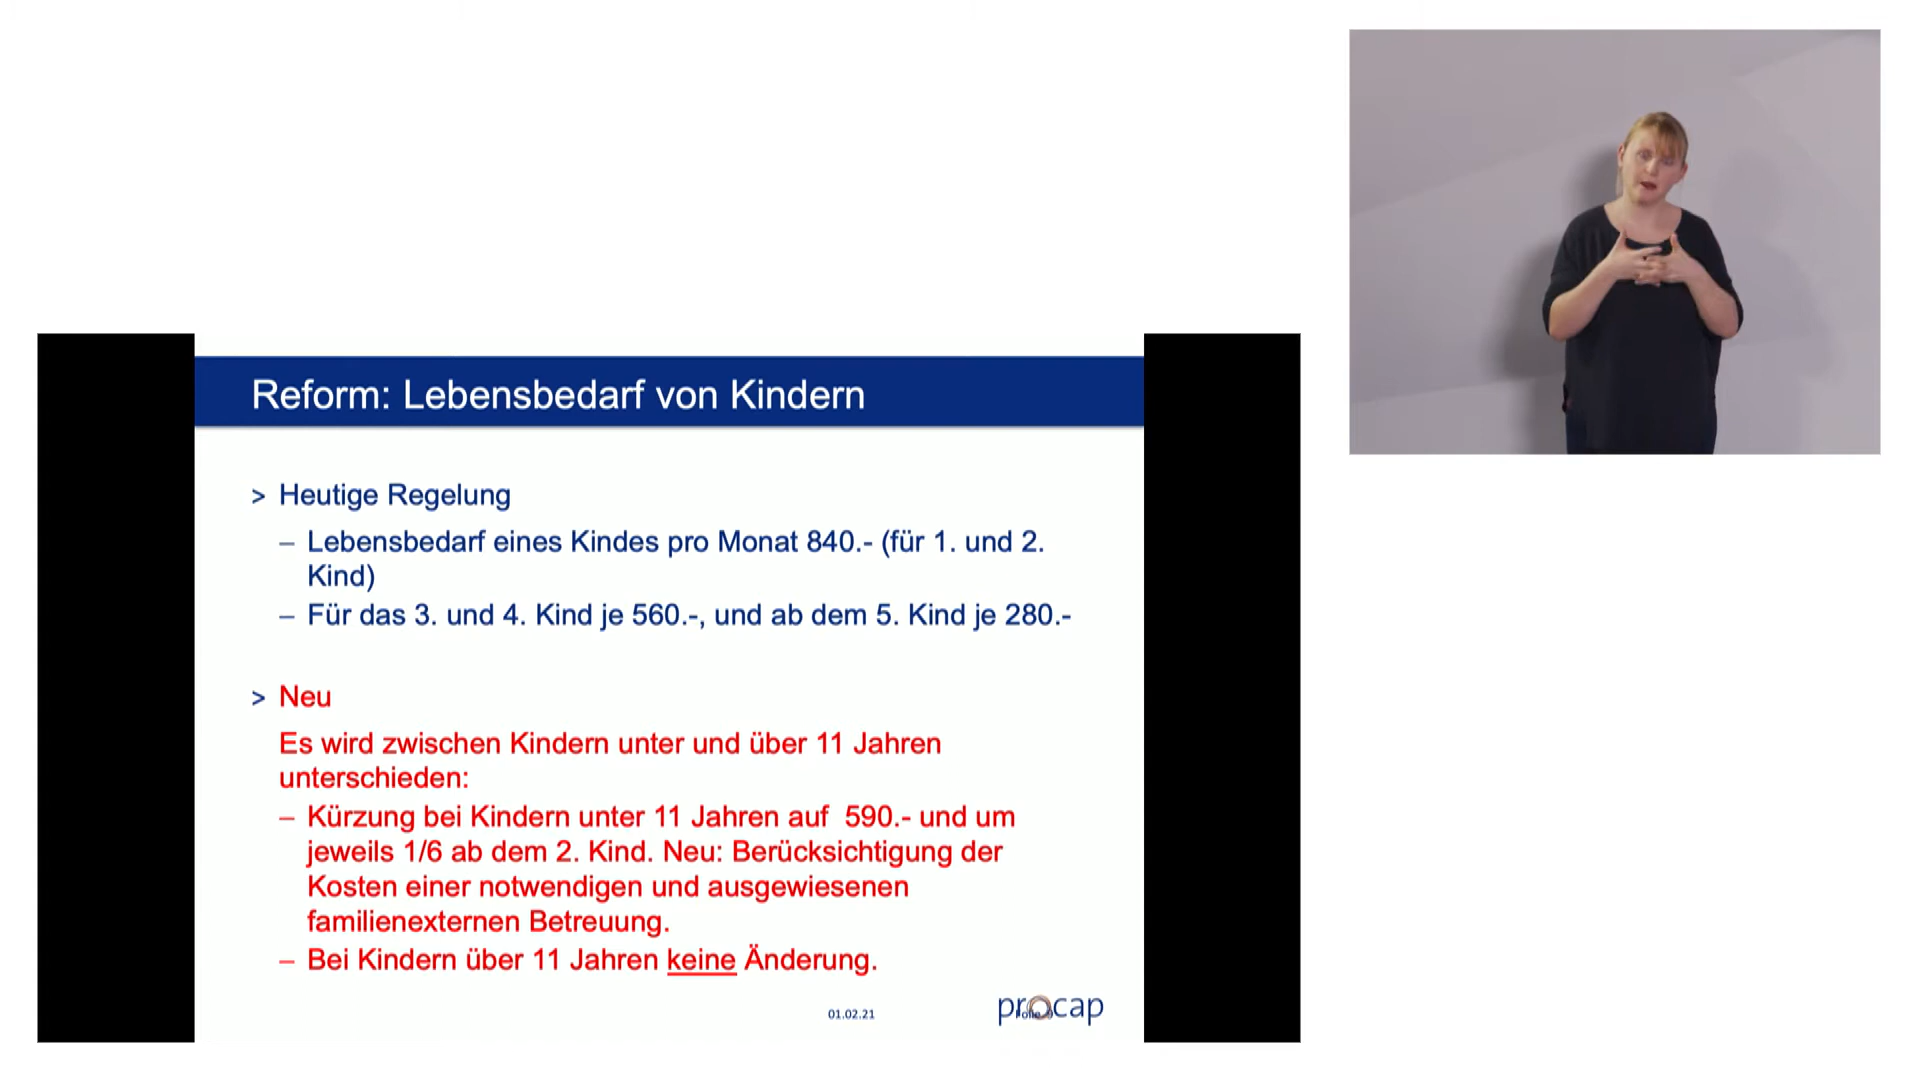 Reform: Lebensbedarf von Kindern
> Heutige Regelung
– Lebensbedarf eines Kindes pro Monat 840.- (für 1. und 2.
Kind)
– Für das 3. und 4. Kind je 560.-, und ab dem 5. Kind je 280.-
> Neu
Es wird zwischen Kindern unter und über 11 Jahren
unterschieden:
– Kürzung bei Kindern unter 11 Jahren auf  590.- und um
jeweils 1/6 ab dem 2. Kind. Neu: Berücksichtigung der
Kosten einer notwendigen und ausgewiesenen
familienexternen Betreuung.
– Bei Kindern über 11 Jahren keine Änderung.
01.02.21
procap